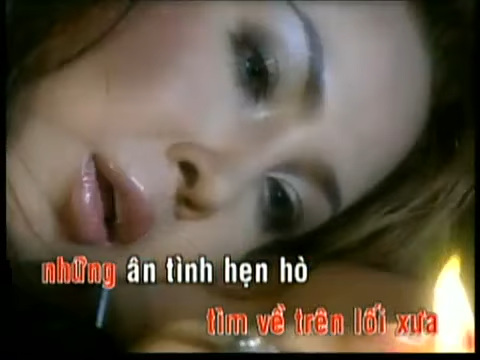 những ân tình hẹn hò
tìm về trên lối xưa